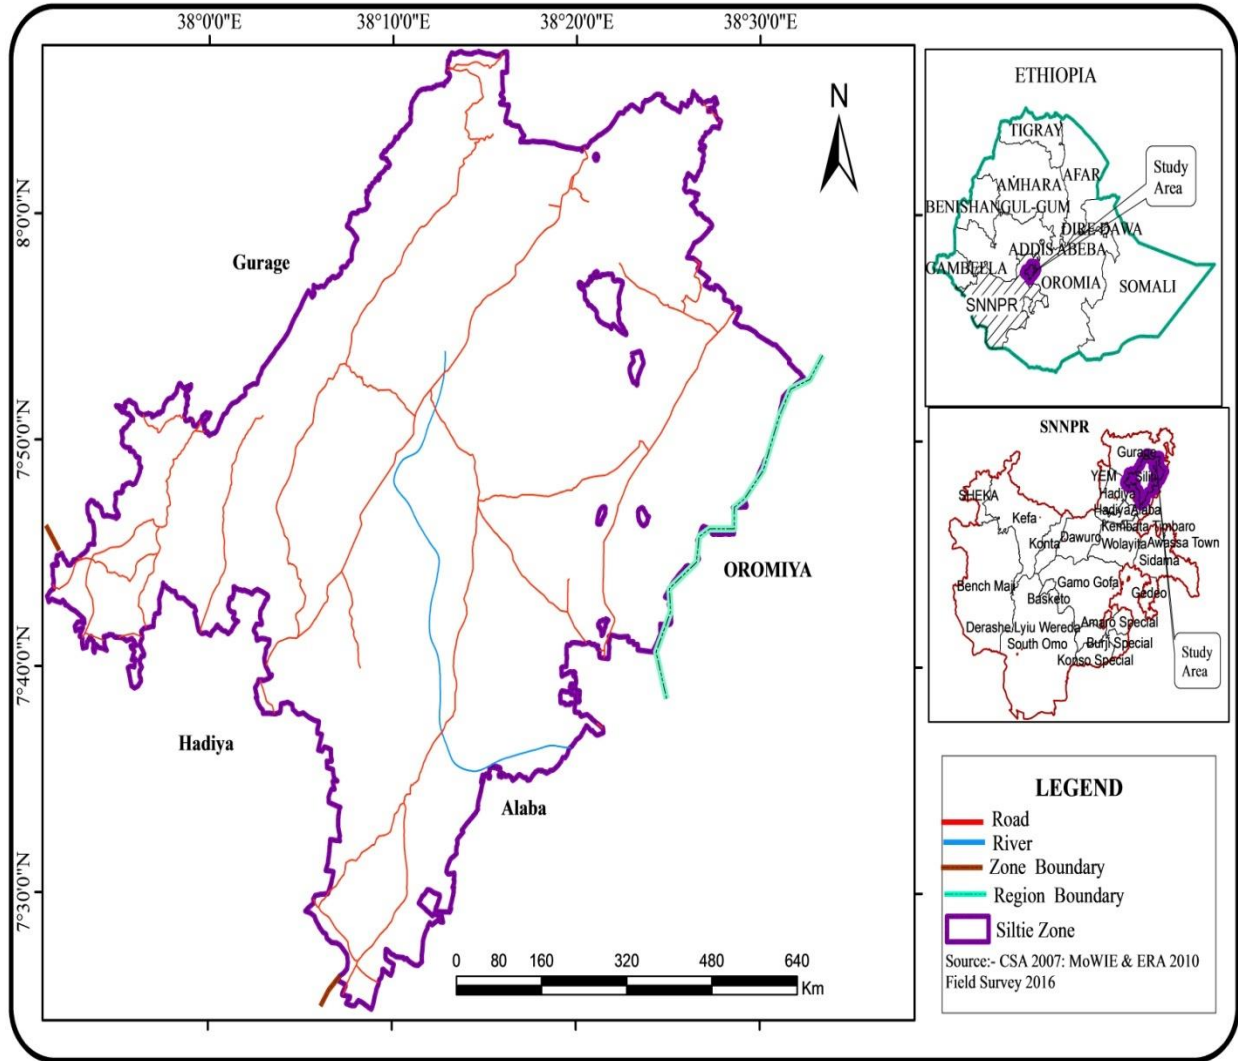 38°0'0"E 38°10'0"E 38°20'0"E 38°30'0"E
8°0'0"N
7°50'0"N
7°40'0"N
7°30'0"N
N
Gurage
OROMIYA
Hadiya
Alaba
0 80 160 320 480 640
Km
ETHIOPIA
TIGRAY
Study
Area
AFAR
AMHARA
BENISHANGUL-GUM
DIRE DAWA
ADDIS ABEBA
GAMBELLA
OROMIA
SOMALI
SNNPR
SNNPR
Gurage
YEM
Silti
SHEKA
Hadiya
Hadiya Alaba
Kefa
Kembata Timbaro
Dawuro
Konta
Wolayita
Awassa Town
Sidama
Bench Maji
Gamo Gofa
Gedeo
Basketo
Amaro Special
Derashe/Lyiu Wereda
South Omo
Burji Special
Konso Special
Study
Area
LEGEND
Road
River
Zone Boundary
Region Boundary
Siltie Zone
Source:- CSA 2007: MoWIE & ERA 2010
Field Survey 2016